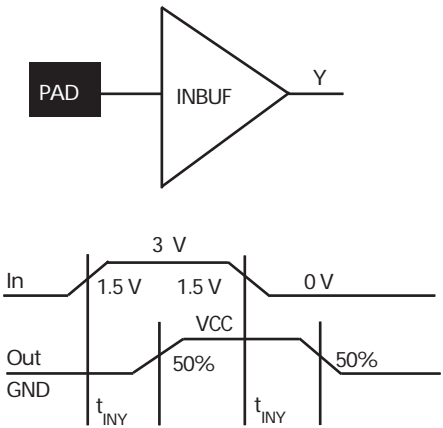 PAD
INBUF
Y
3 V
In
1.5 V
1.5 V
0 V
VCC
Out
50%
50%
GND
tINY
tINY